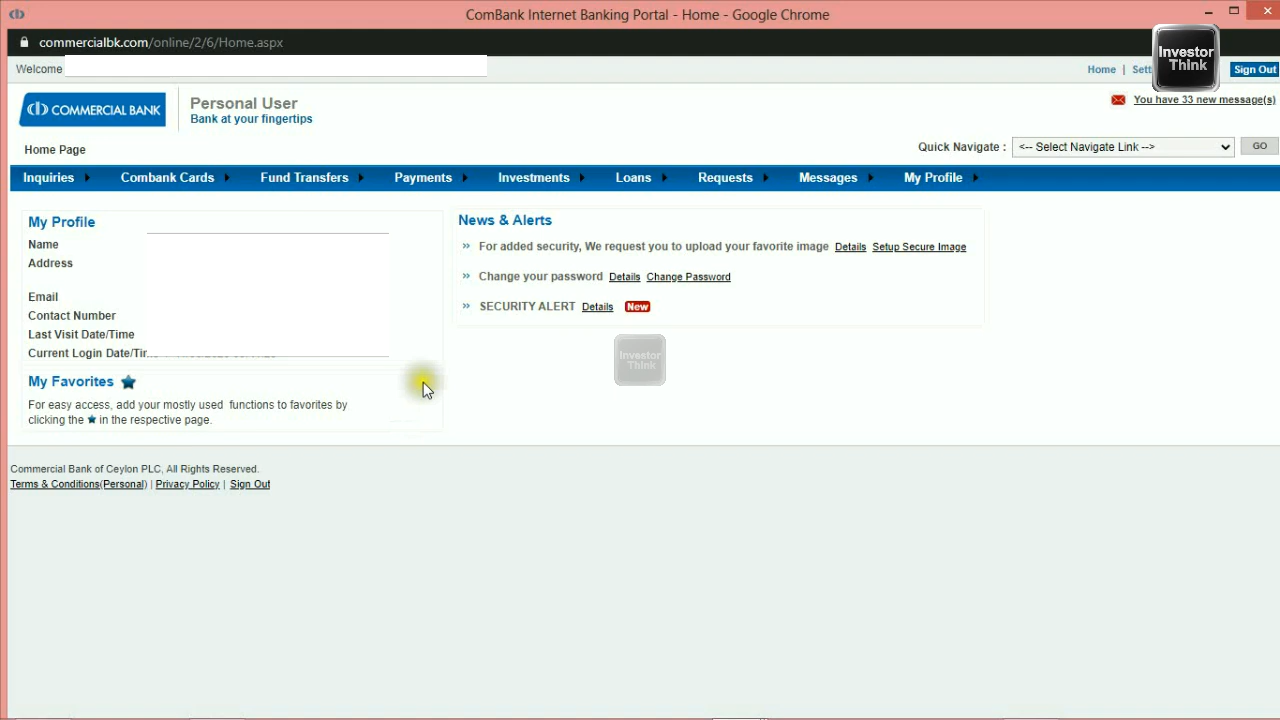 ComBank Internet Banking Portal - Home - Google Chrome
commercialbk.com/online/2/6/Home.aspx
Welcome
Home | Sett
Sign Out
Investor
Think
COMMERCIAL BANK
Personal User
Bank at your fingertips
You have 33 new message(s)
Home Page
Quick Navigate : <-- Select Navigate Link --> GO
Inquiries Combank Cards Fund Transfers Payments Investments Loans Requests Messages My Profile
My Profile
Name
Address
Email
Contact Number
Last Visit Date/Time
Current Login Date/Tim
News & Alerts
» For added security, We request you to upload your favorite image Details Setup Secure Image
» Change your password Details Change Password
» SECURITY ALERT Details New
Investor
Think
My Favorites
For easy access, add your mostly used functions to favorites by
clicking the ★ in the respective page.
Commercial Bank of Ceylon PLC, All Rights Reserved.
Terms & Conditions(Personal) | Privacy Policy | Sign Out